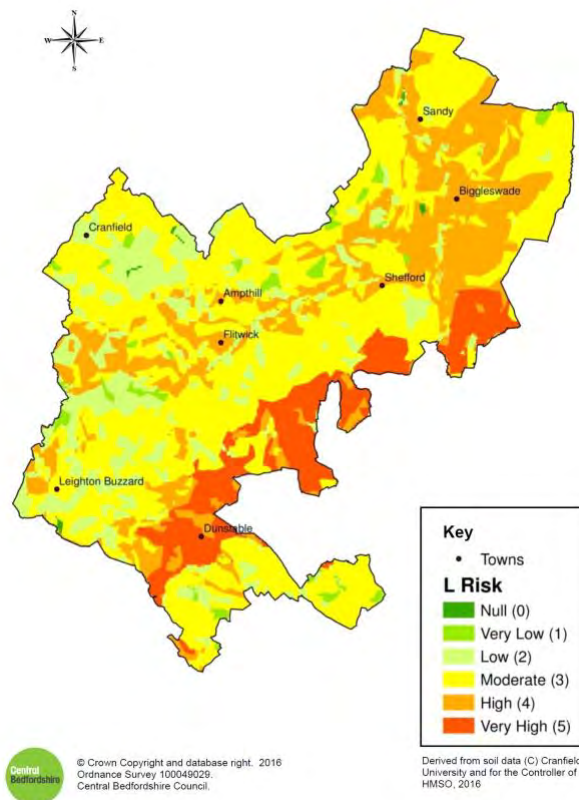 N
W E
S
Sandy
Biggleswade
Cranfield
Shefford
Ampthill
Flitwick
Leighton Buzzard
Dunstable
Key
Towns
L Risk
Null (0)
Very Low (1)
Low (2)
Moderate (3)
High (4)
Very High (5)
Central
Bedfordshire
© Crown Copyright and database right. 2016
Ordnance Survey 100049029.
Central Bedfordshire Council.
Derived from soil data (C) Cranfield
University and for the Controller of
HMSO, 2016